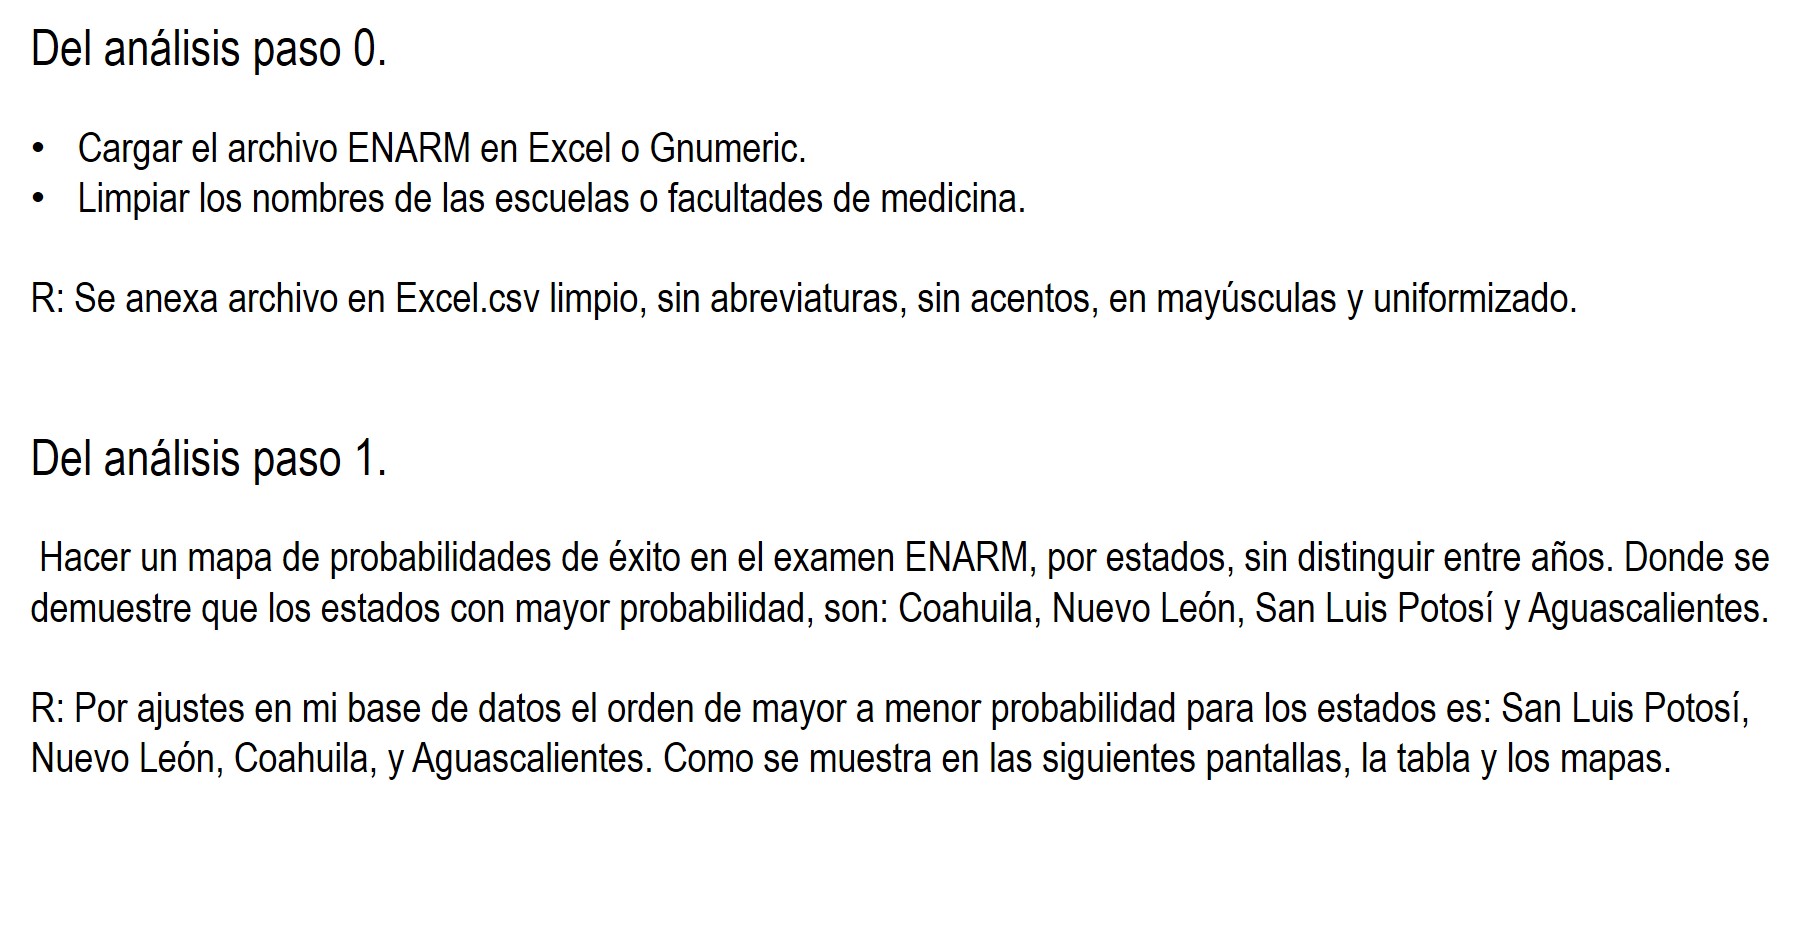 Del análisis paso 0.
• Cargar el archivo ENARM en Excel o Gnumeric.
• Limpiar los nombres de las escuelas o facultades de medicina.
R: Se anexa archivo en Excel.csv limpio, sin abreviaturas, sin acentos, en mayúsculas y uniformizado.
Del análisis paso 1.
Hacer un mapa de probabilidades de éxito en el examen ENARM, por estados, sin distinguir entre años. Donde se
demuestre que los estados con mayor probabilidad, son: Coahuila, Nuevo León, San Luis Potosí y Aguascalientes.
R: Por ajustes en mi base de datos el orden de mayor a menor probabilidad para los estados es: San Luis Potosí,
Nuevo León, Coahuila, y Aguascalientes. Como se muestra en las siguientes pantallas, la tabla y los mapas.